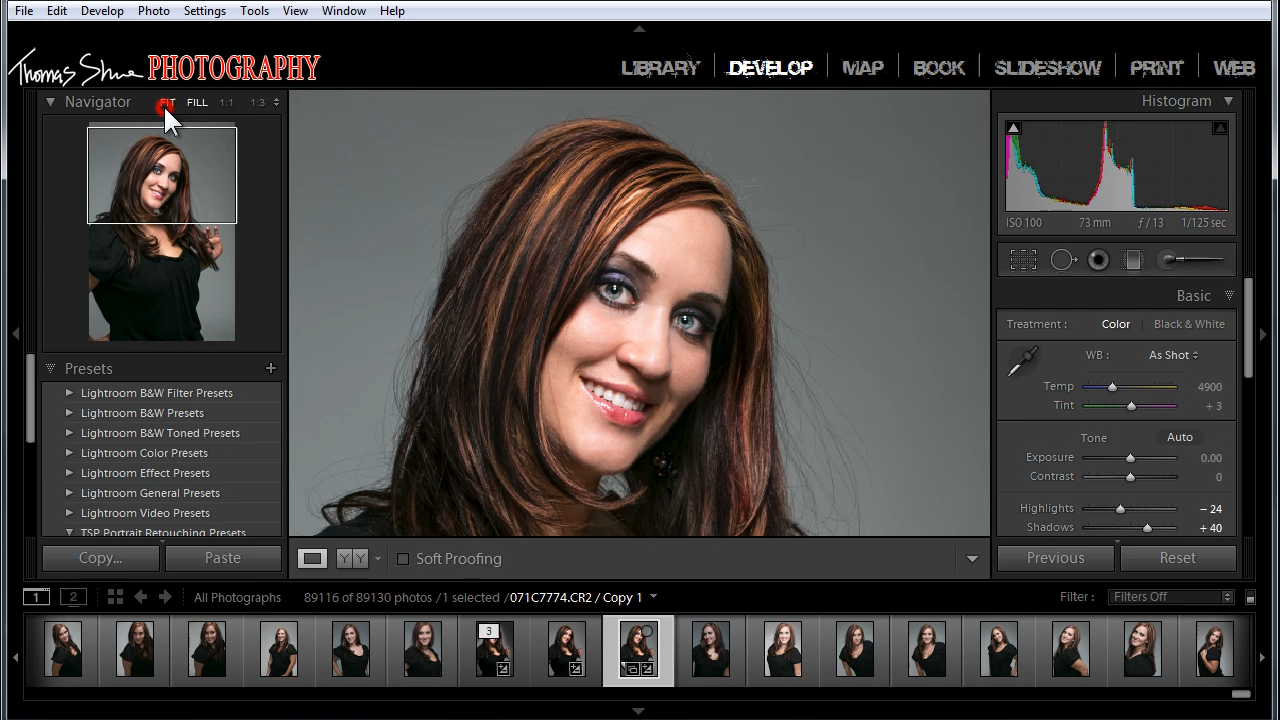 File Edit Develop Photo Settings Tools View Window Help
Thomas Shue PHOTOGRAPHY
LIBRARY DEVELOP MAP BOOK SLIDESHOW PRINT WEB
Navigator FIT FILL 1:1 1:3
Histogram
ISO 100 73 mm ƒ / 13 1/125 sec
Basic
Treatment : Color Black & White
WB : As Shot
Temp 4900
Tint + 3
Tone Auto
Exposure 0.00
Contrast 0
Highlights − 24
Shadows + 40
Presets +
Lightroom B&W Filter Presets
Lightroom B&W Presets
Lightroom B&W Toned Presets
Lightroom Color Presets
Lightroom Effect Presets
Lightroom General Presets
Lightroom Video Presets
TSP Portrait Retouching Presets
Copy... Paste
YY Soft Proofing
Previous Reset
1 2 All Photographs 89116 of 89130 photos / 1 selected / 071C7774.CR2 / Copy 1 Filter : Filters Off
3